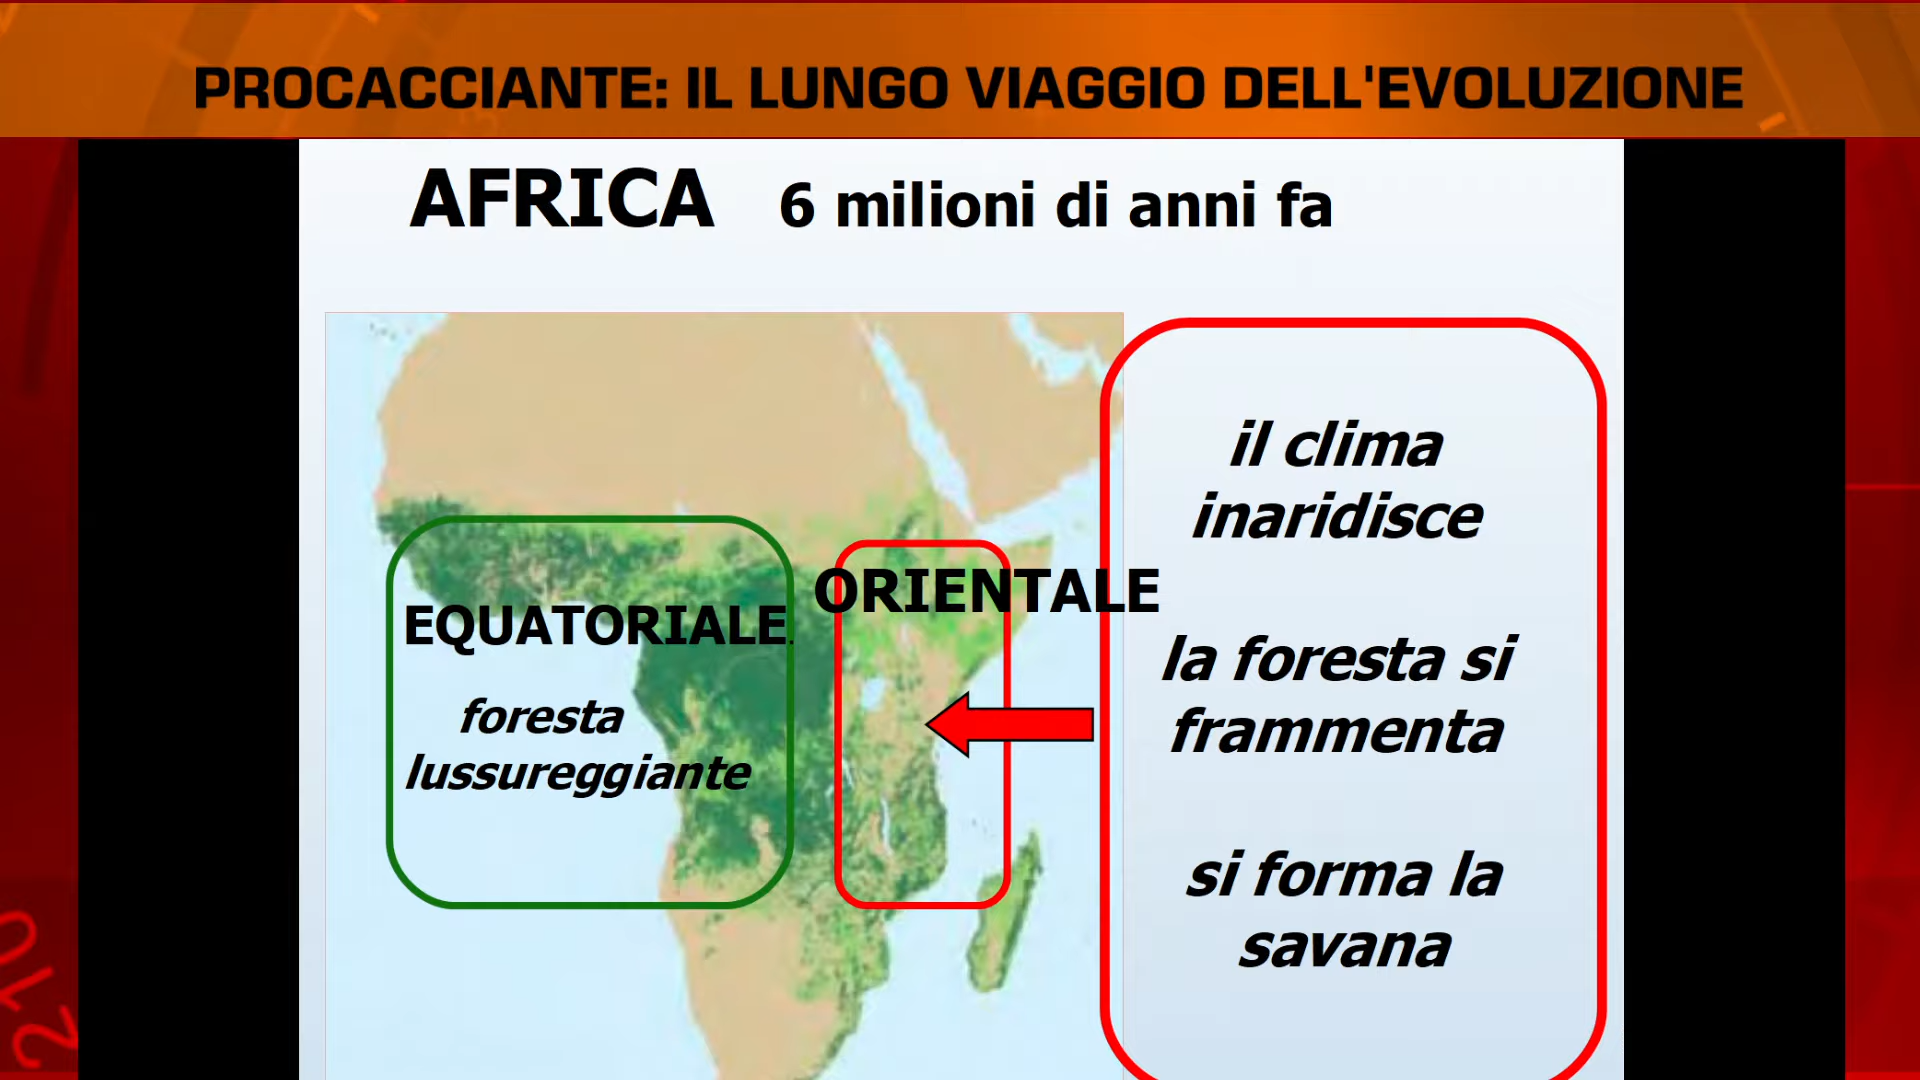 PROCACCIANTE: IL LUNGO VIAGGIO DELL'EVOLUZIONE
AFRICA 6 milioni di anni fa
EQUATORIALE.
foresta
lussureggiante
ORIENTALE
il clima
inaridisce
la foresta si
frammenta
si forma la
savana